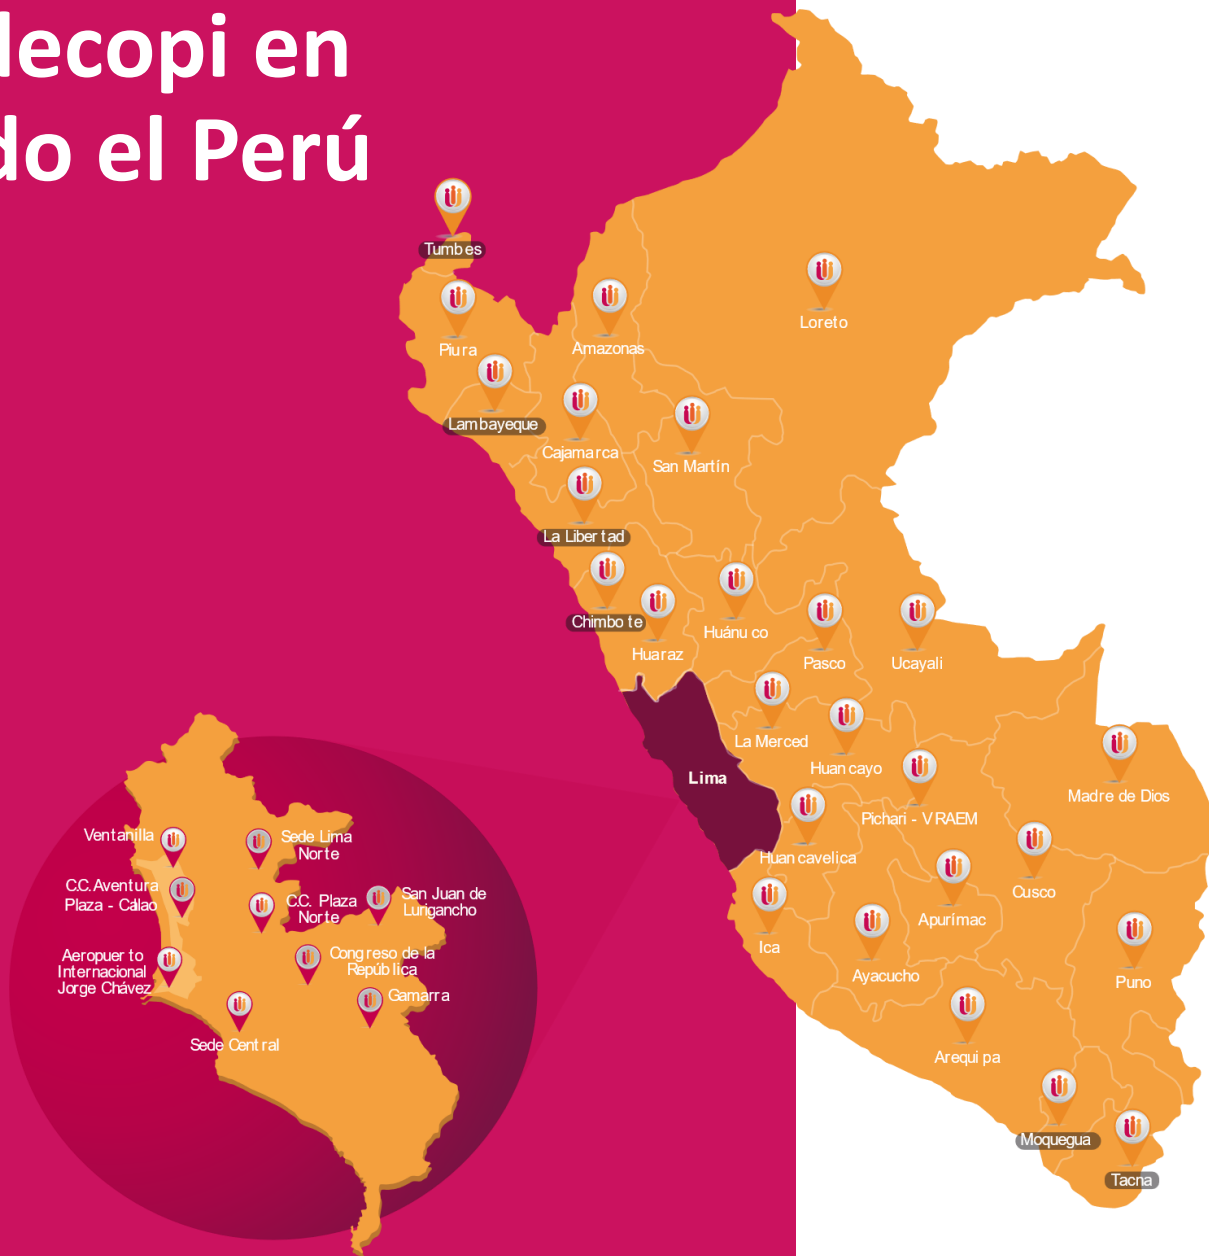 decopi en
do el Perú
Tumbes
Piura
Amazonas
Loreto
Lambayeque
Cajamarca
San Martín
La Libertad
Chimbote
Huaraz
Huánuco
Pasco
Ucayali
La Merced
Huancayo
Lima
Pichari - VRAEM
Madre de Dios
Huancavelica
Cusco
Apurímac
Ica
Ayacucho
Puno
Arequipa
Moquegua
Tacna
Ventanilla
Sede Lima
Norte
C.C. Aventura
Plaza - Callao
C.C. Plaza
Norte
San Juan de
Lurigancho
Aeropuerto
Internacional
Jorge Chávez
Congreso de la
República
Gamarra
Sede Central